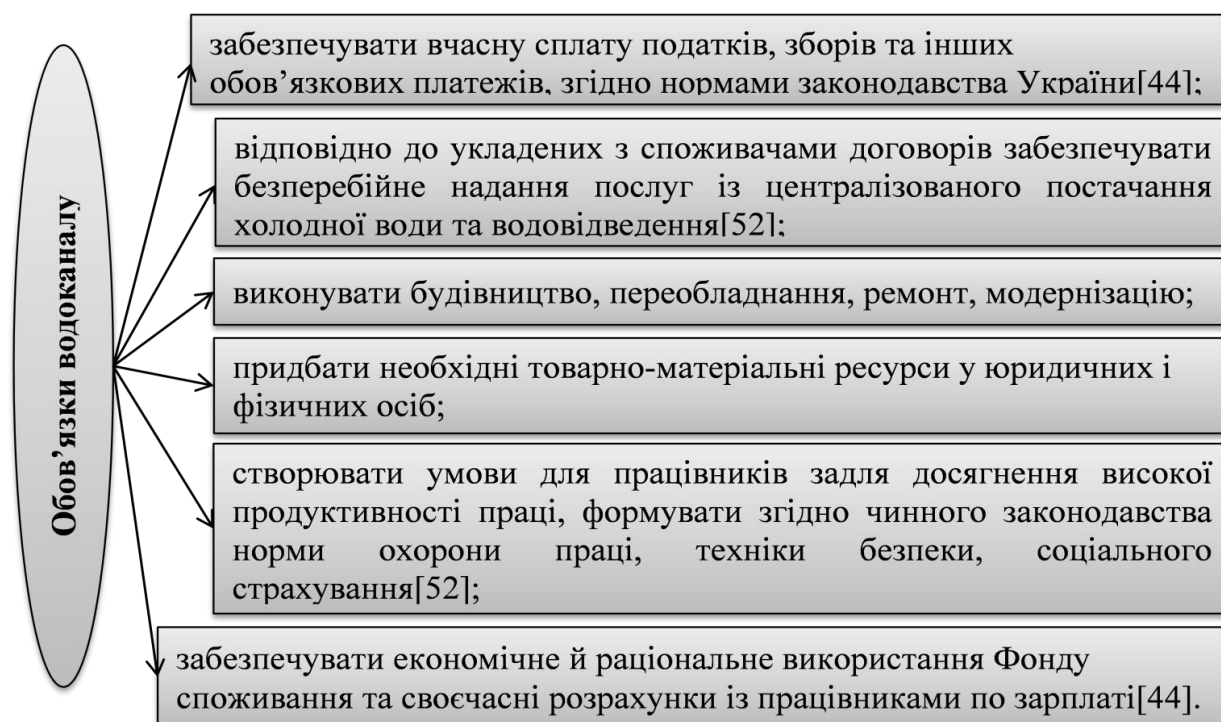 Обов’язки водоканалу
забезпечувати вчасну сплату податків, зборів та інших
обов’язкових платежів, згідно нормами законодавства України[44];
відповідно до укладених з споживачами договорів забезпечувати
безперебійне надання послуг із централізованого постачання
холодної води та водовідведення[52];
виконувати будівництво, переобладнання, ремонт, модернізацію;
придбати необхідні товарно-матеріальні ресурси у юридичних і
фізичних осіб;
створювати умови для працівників задля досягнення високої
продуктивності праці, формувати згідно чинного законодавства
норми охорони праці, техніки безпеки, соціального
страхування[52];
забезпечувати економічне й раціональне використання Фонду
споживання та своєчасні розрахунки із працівниками по зарплаті[44].